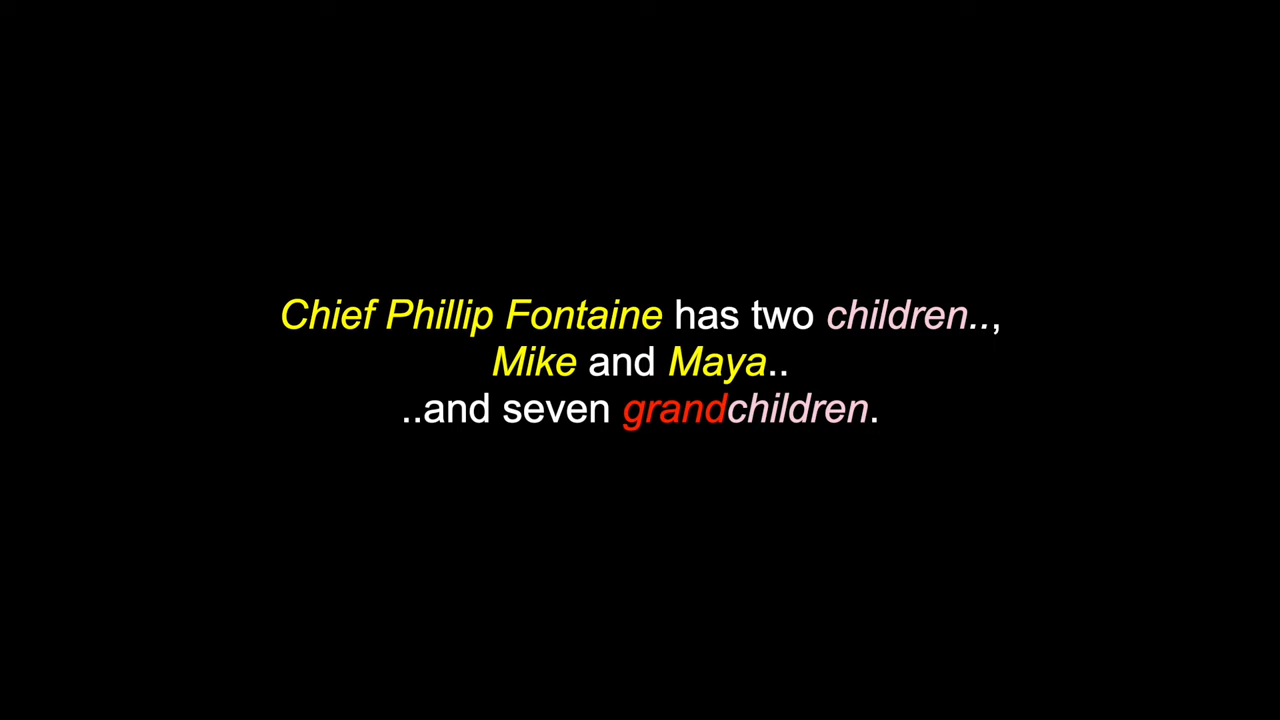 Chief Phillip Fontaine has two children..,
Mike and Maya..
..and seven grandchildren.